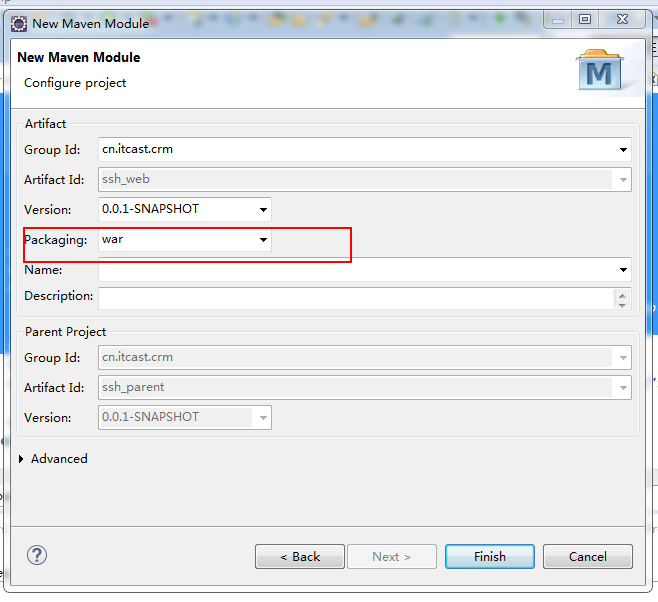 New Maven Module
New Maven Module
Configure project
M
Artifact
Group Id: cn.itcast.crm
Artifact Id: ssh_web
Version: 0.0.1-SNAPSHOT
Packaging: war
Name:
Description:
Parent Project
Group Id: cn.itcast.crm
Artifact Id: ssh_parent
Version: 0.0.1-SNAPSHOT
Advanced
? < Back Next > Finish Cancel